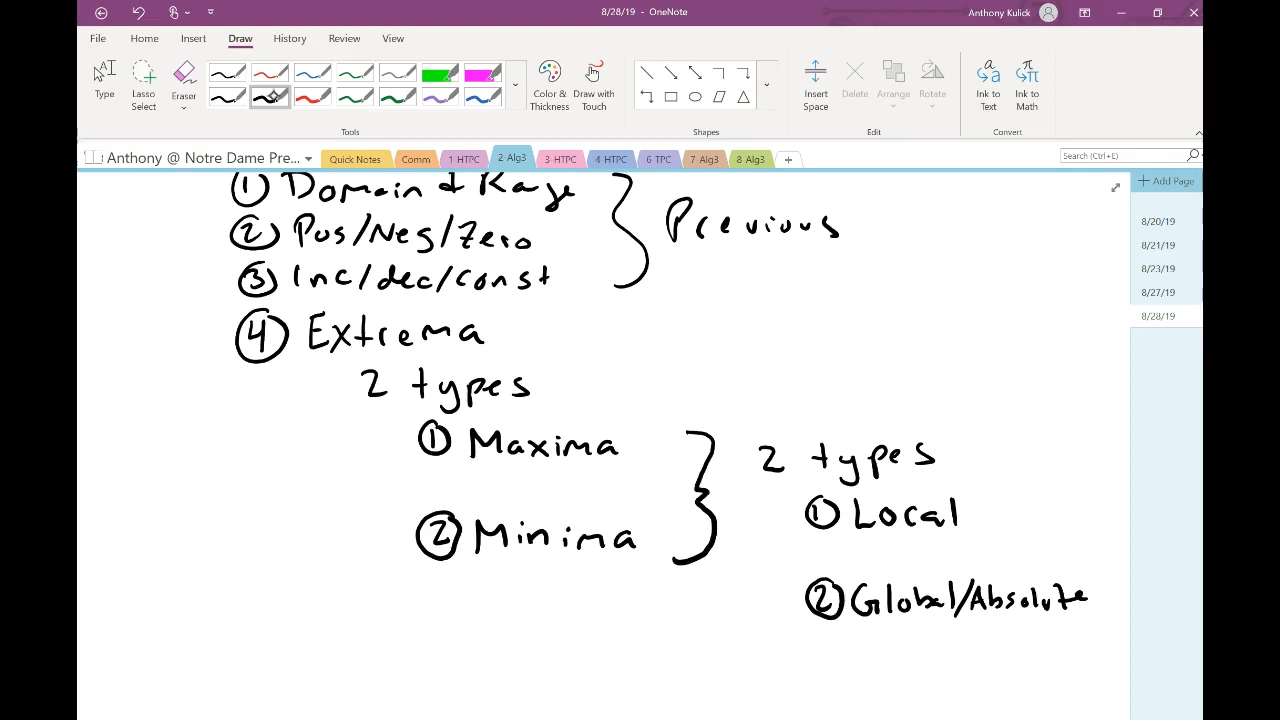 8/28/19 - OneNote
Anthony Kulick
File Home Insert Draw History Review View
Type
Lasso Select
Eraser
Color & Thickness
Draw with Touch
Insert Space
Delete
Arrange
Rotate
Ink to Text
Ink to Math
Tools
Shapes
Edit
Convert
Anthony @ Notre Dame Pre...
Quick Notes
Comm
1 HTPC
2 Alg3
3 HTPC
4 HTPC
6 TPC
7 Alg3
8 Alg3
Search (Ctrl+E)
Add Page
8/20/19
8/21/19
8/23/19
8/27/19
8/28/19
① Domain & Range
② Pos/Neg/Zero
③ Inc/dec/const
Previous
④ Extrema
2 types
① Maxima
② Minima
2 types
① Local
② Global/Absolute